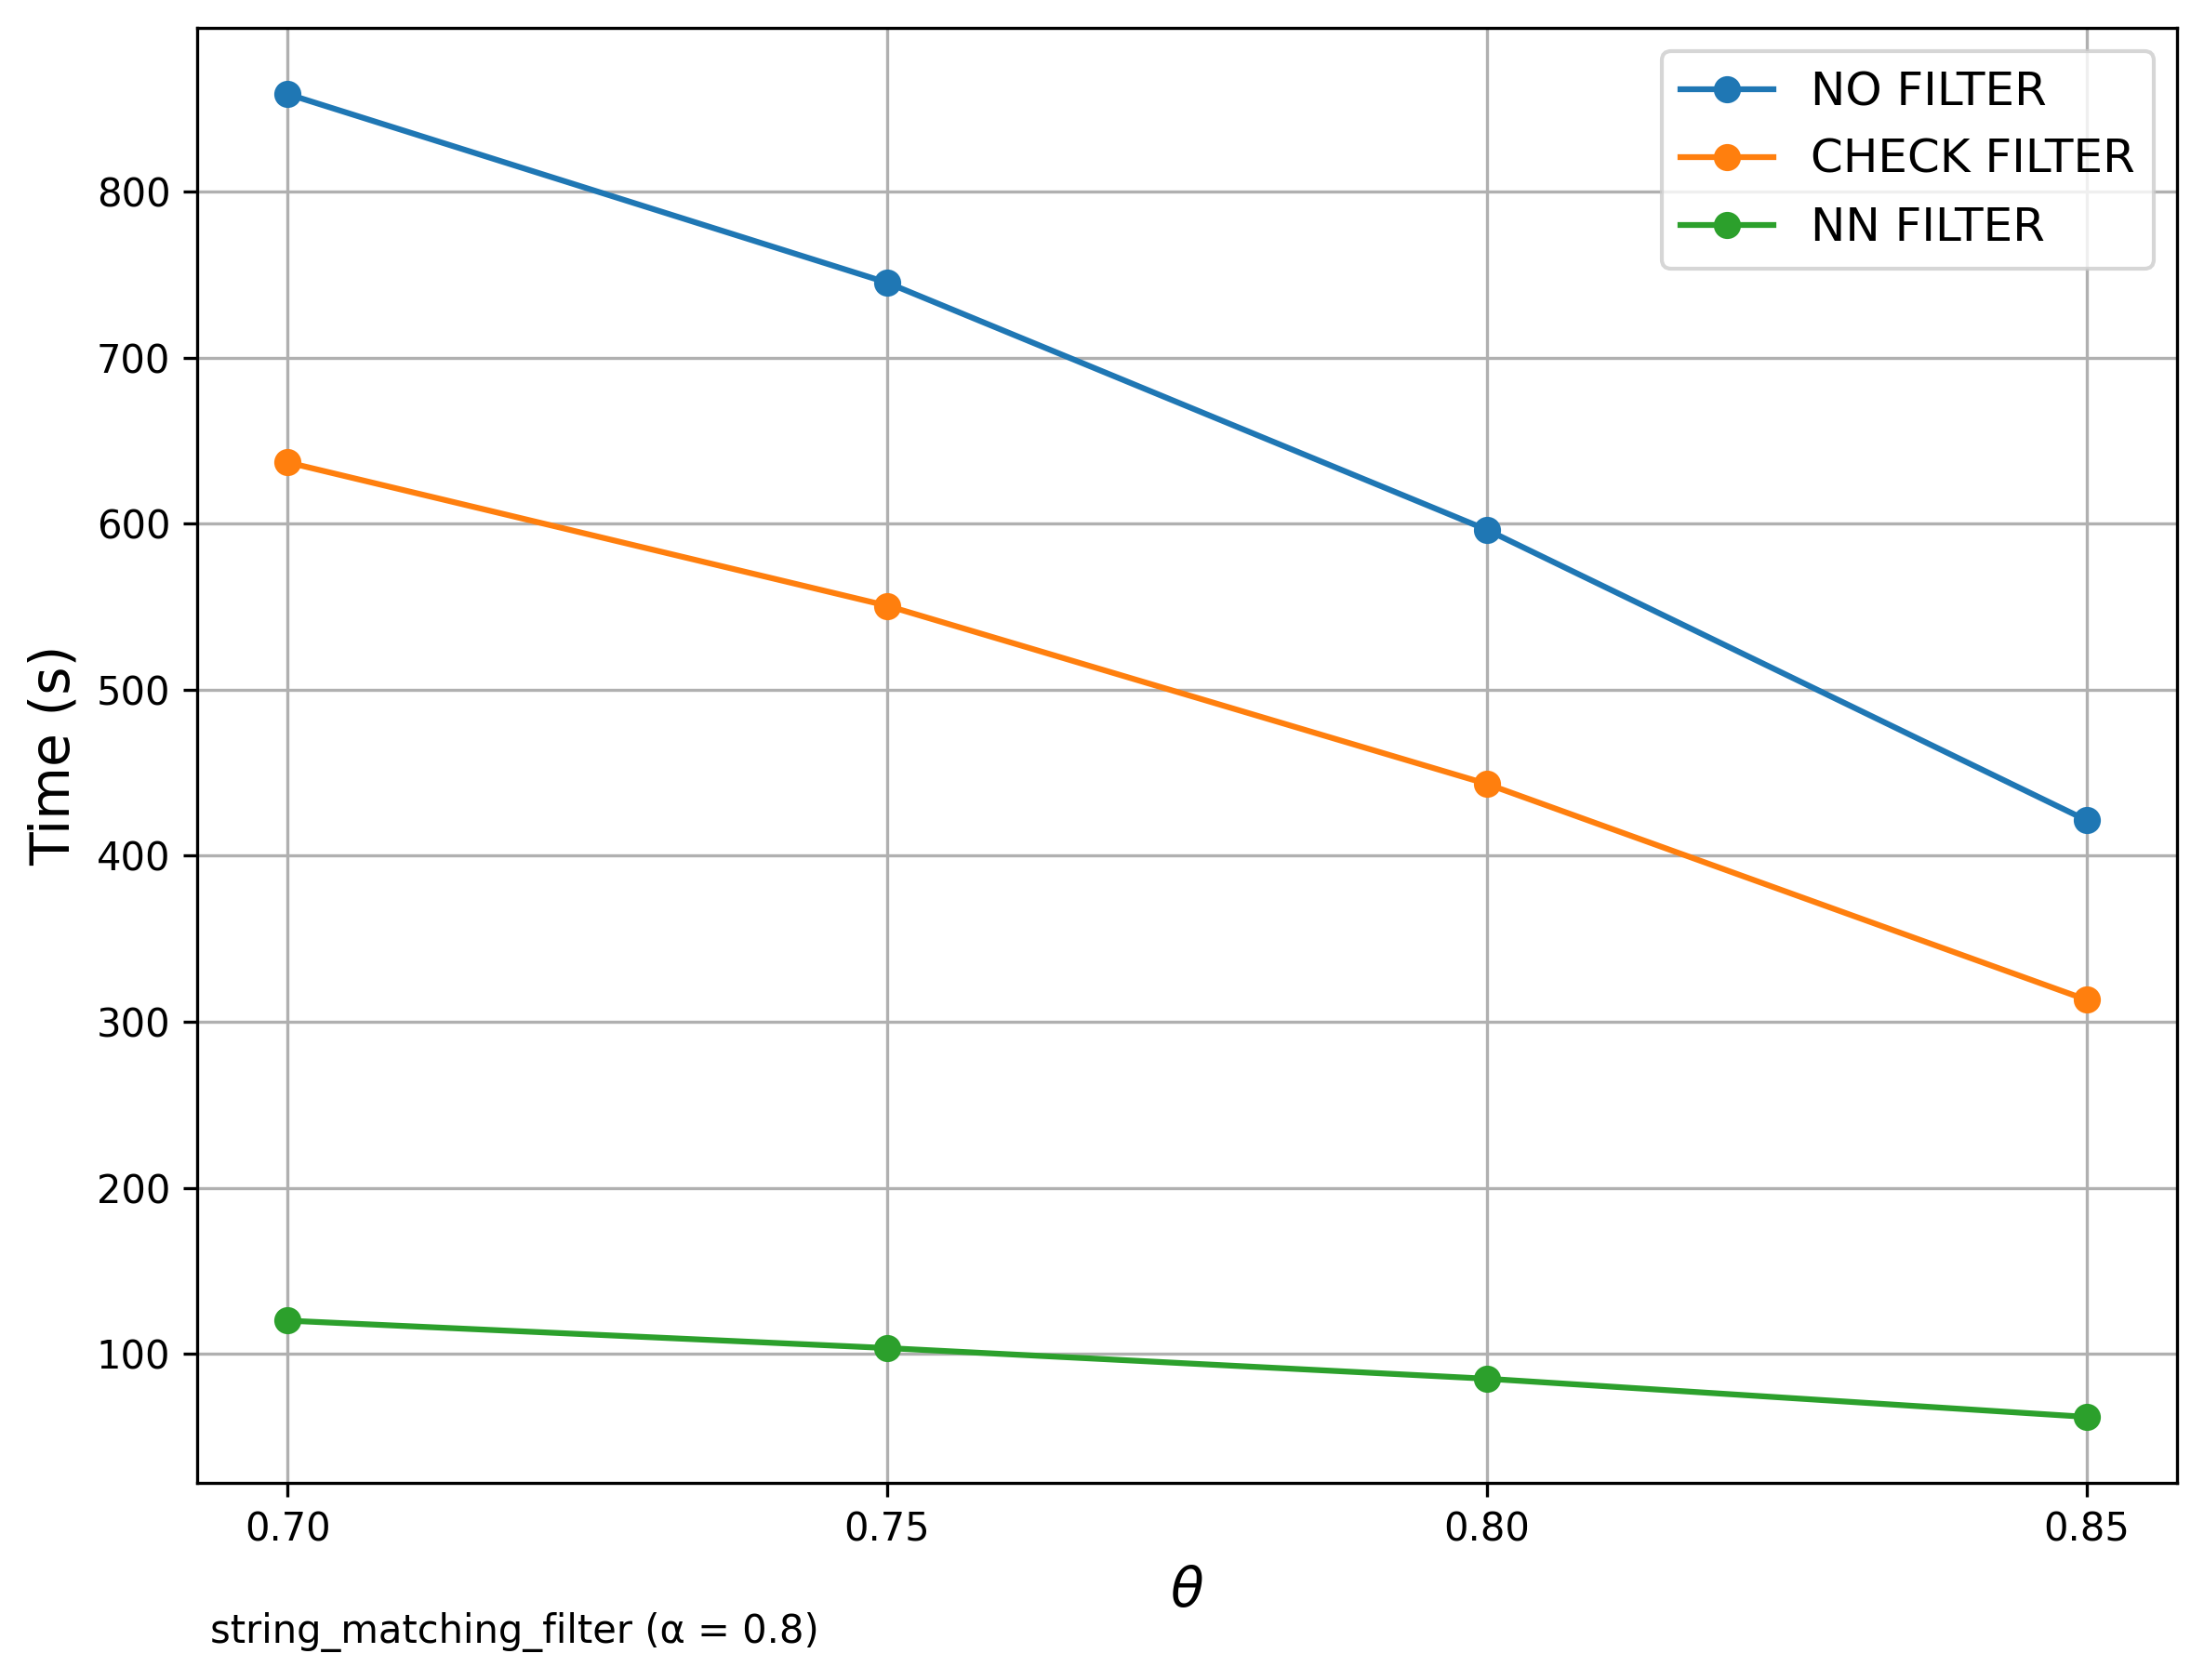 NO FILTER
CHECK FILTER
NN FILTER
Time (s)
800
700
600
500
400
300
200
100
0.70 0.75 0.80 0.85
θ
string_matching_filter (α = 0.8)